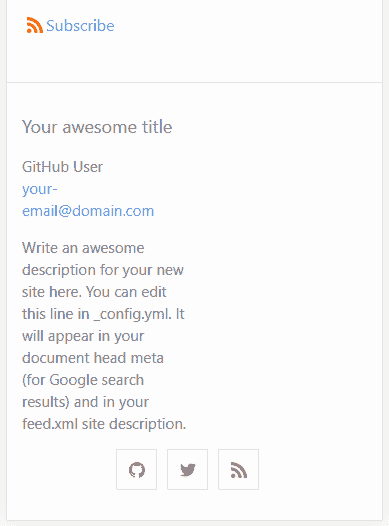 Subscribe
Your awesome title
GitHub User
your-
email@domain.com
Write an awesome
description for your new
site here. You can edit
this line in _config.yml. It
will appear in your
document head meta
(for Google search
results) and in your
feed.xml site description.